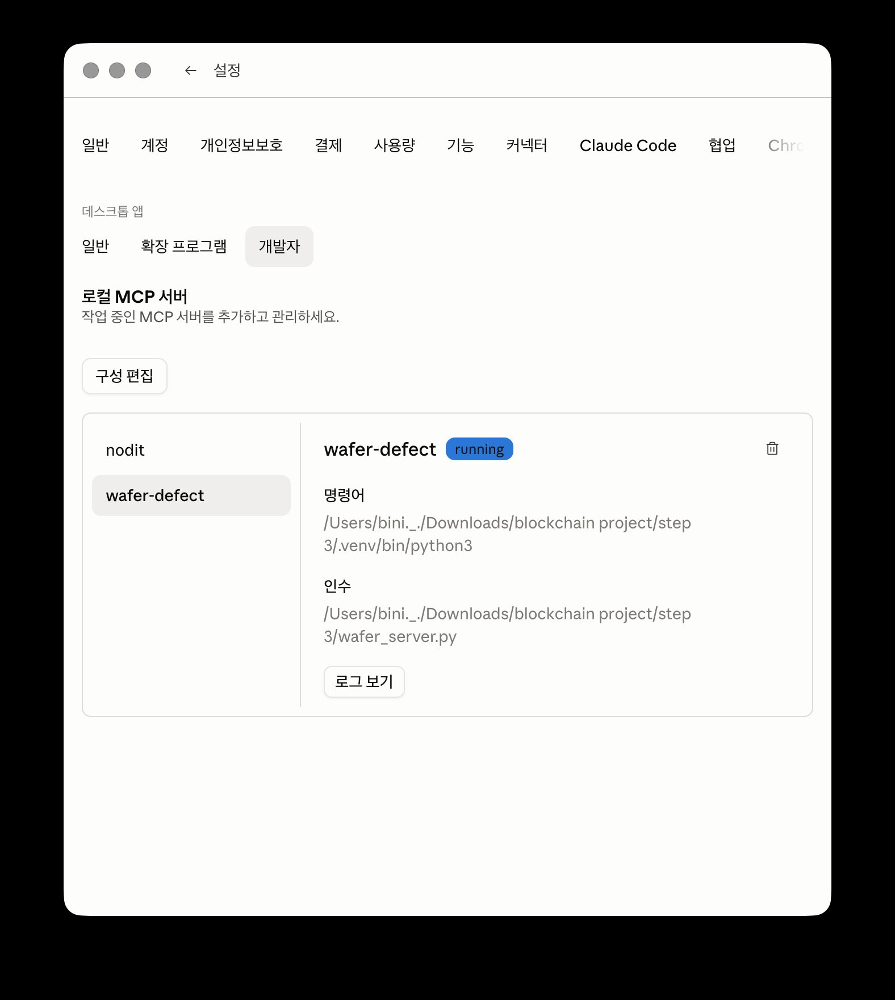 설정
일반 계정 개인정보보호 결제 사용량 기능 커넥터 Claude Code 협업 Chro
데스크톱 앱
일반 확장 프로그램 개발자
로컬 MCP 서버
작업 중인 MCP 서버를 추가하고 관리하세요.
구성 편집
nodit
wafer-defect
wafer-defect running
명령어
/Users/bini._./Downloads/blockchain project/step
3/.venv/bin/python3
인수
/Users/bini._./Downloads/blockchain project/step
3/wafer_server.py
로그 보기